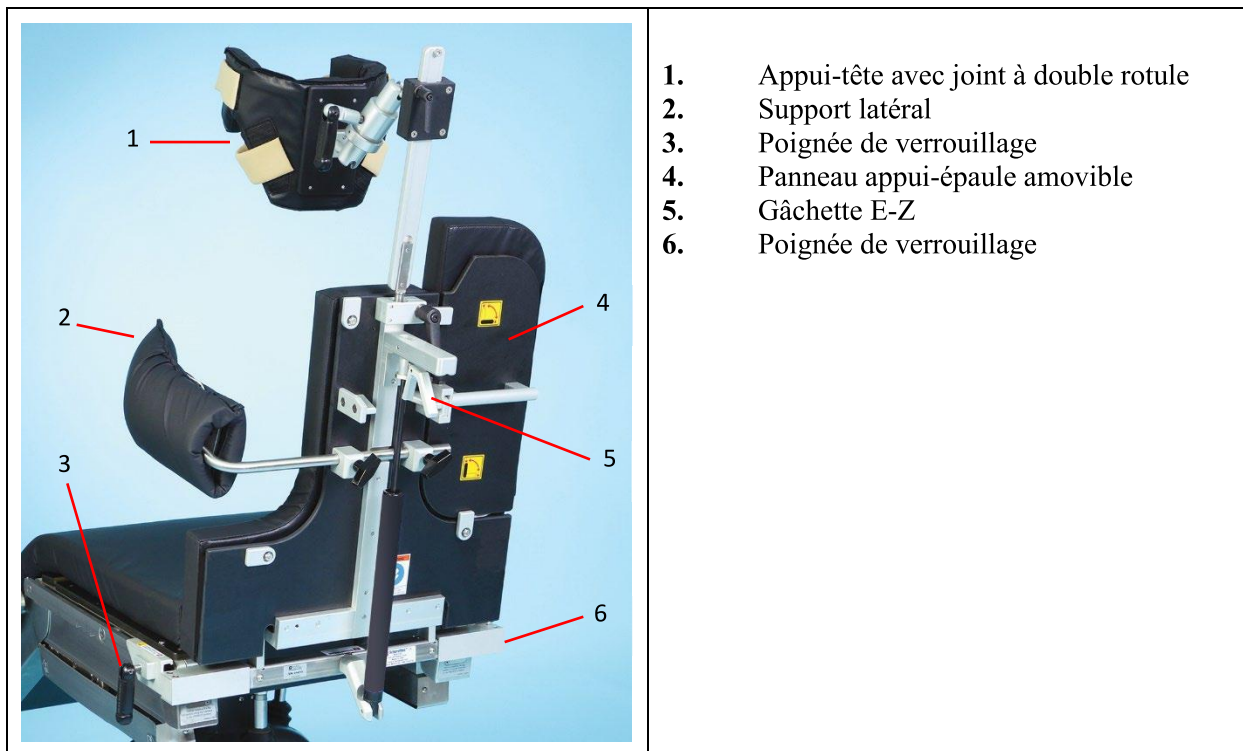 1
2
3
4
5
6
1. Appui-tête avec joint à double rotule
2. Support latéral
3. Poignée de verrouillage
4. Panneau appui-épaule amovible
5. Gâchette E-Z
6. Poignée de verrouillage